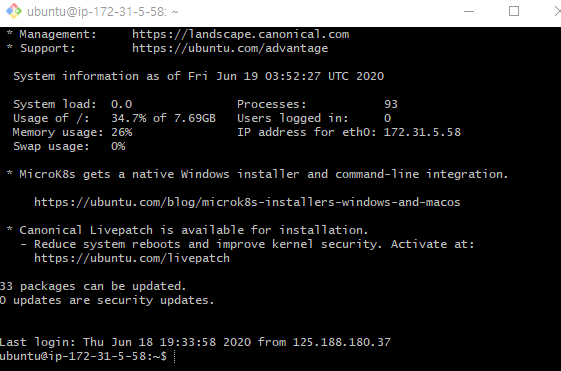 ubuntu@ip-172-31-5-58: ~
* Management:     https://landscape.canonical.com
* Support:        https://ubuntu.com/advantage
System information as of Fri Jun 19 03:52:27 UTC 2020
System load:  0.0               Processes:           93
Usage of /:   34.7% of 7.69GB   Users logged in:     0
Memory usage: 26%               IP address for eth0: 172.31.5.58
Swap usage:   0%
* MicroK8s gets a native Windows installer and command-line integration.
https://ubuntu.com/blog/microk8s-installers-windows-and-macos
* Canonical Livepatch is available for installation.
- Reduce system reboots and improve kernel security. Activate at:
https://ubuntu.com/livepatch
33 packages can be updated.
0 updates are security updates.
Last login: Thu Jun 18 19:33:58 2020 from 125.188.180.37
ubuntu@ip-172-31-5-58:~$